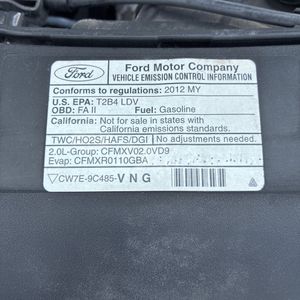 Ford
Ford Motor Company
VEHICLE EMISSION CONTROL INFORMATION
Conforms to regulations: 2012 MY
U.S. EPA: T2B4 LDV
OBD: FA II Fuel: Gasoline
California: Not for sale in states with
California emissions standards.
TWC/HO2S/HAFS/DGI No adjustments needed.
2.0L-Group: CFMXV02.0VD9
Evap: CFMXR0110GBA
CW7E-9C485-V N G